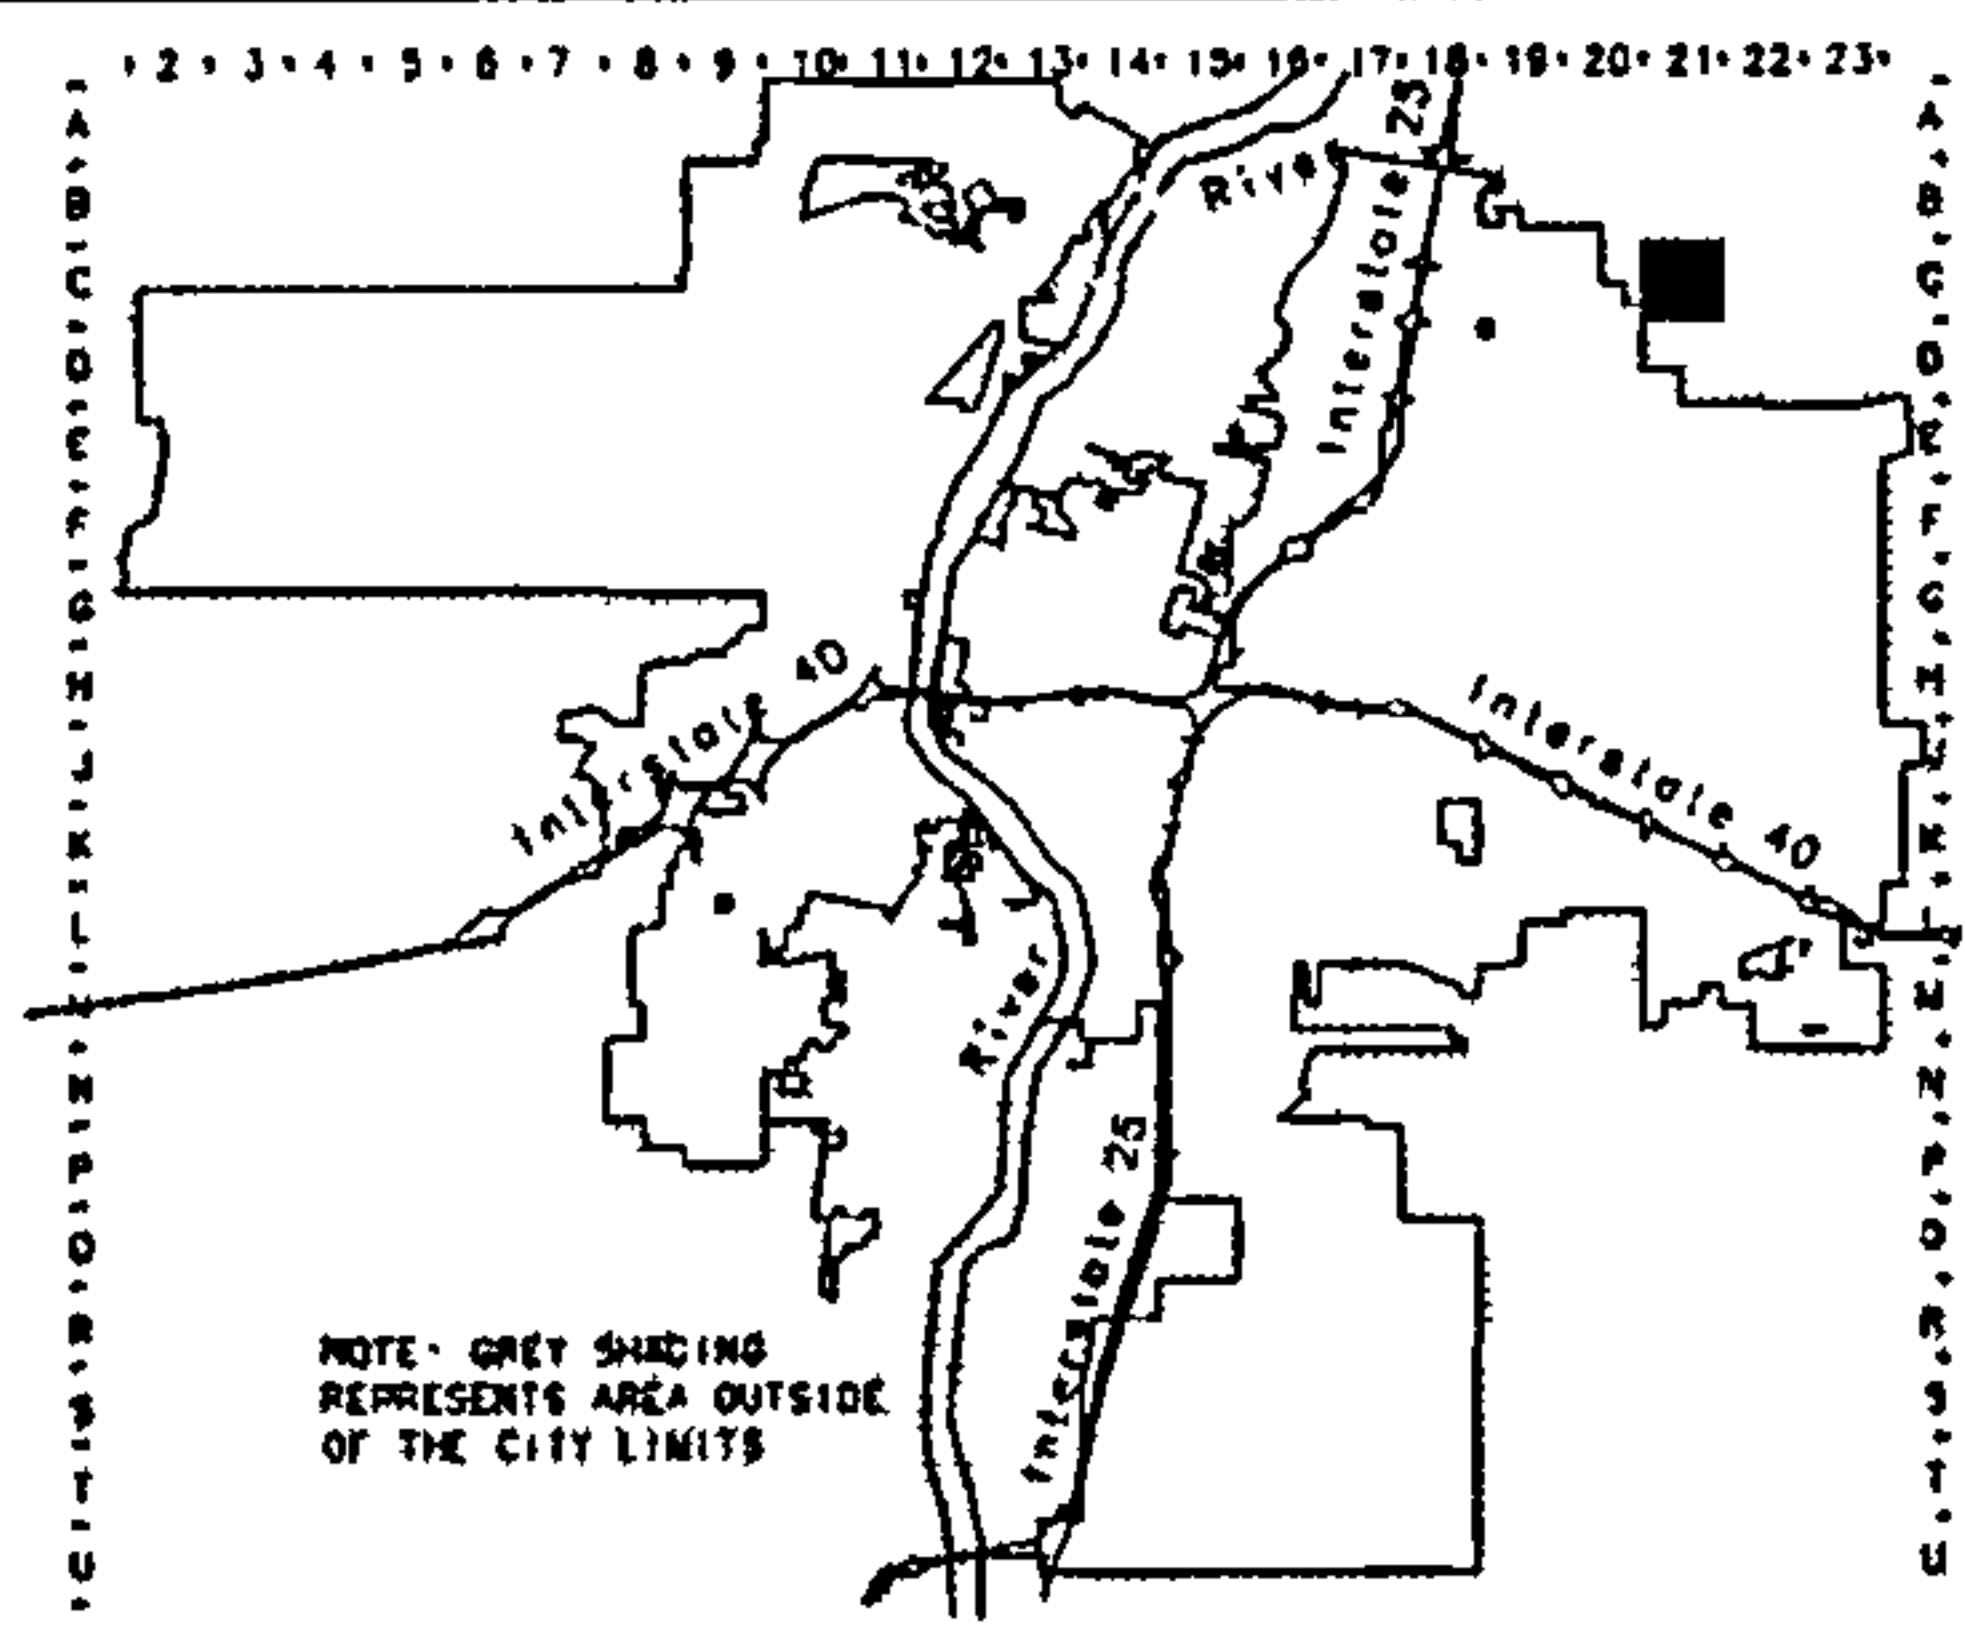 2 3 4 5 6 7 8 9 10 11 12 13 14 15 16 17 18 19 20 21 22 23
A A
B B
C C
D D
E E
F F
G G
H H
J J
K K
L L
M M
N N
P P
Q Q
R R
S S
T T
U U
River
Interstate 25
Interstate 40
Interstate 40
River
Interstate 25
NOTE· GREY SHADING
REPRESENTS AREA OUTSIDE
OF THE CITY LIMITS